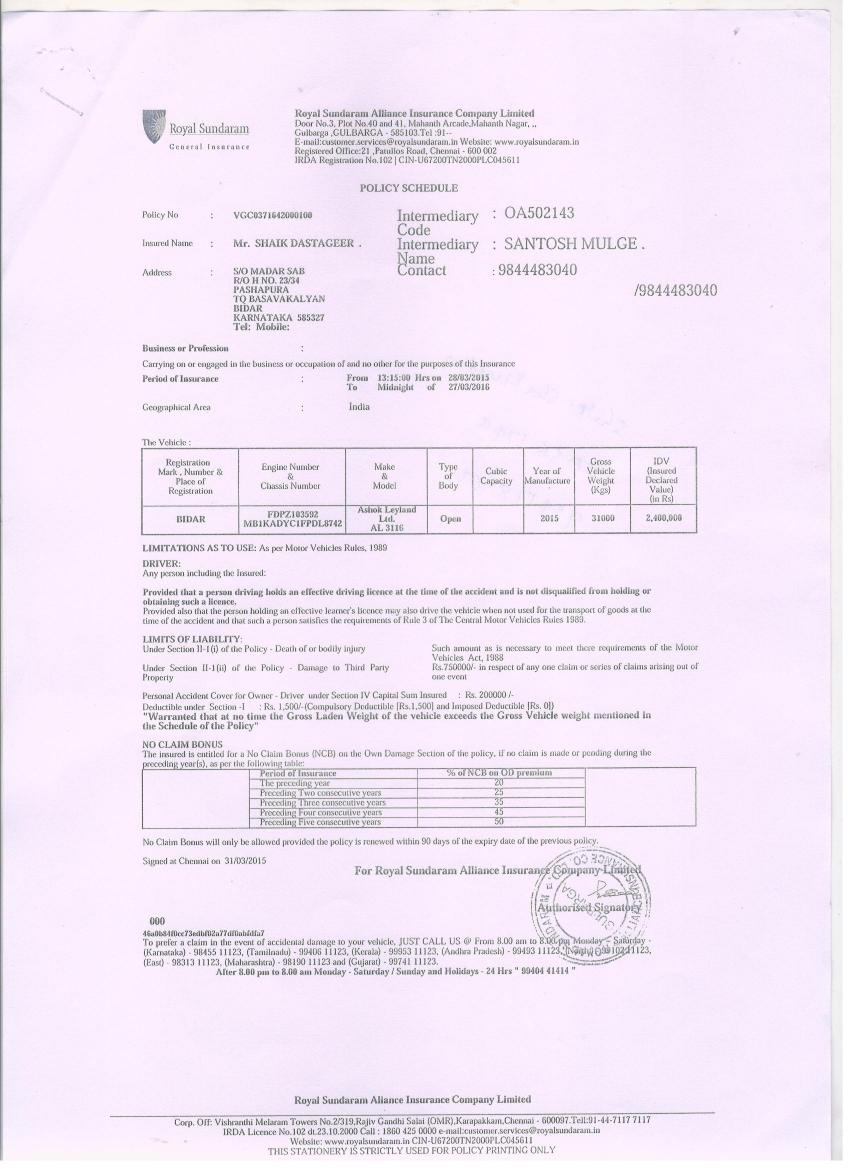 Royal Sundaram
General Insurance
Royal Sundaram Alliance Insurance Company Limited
Door No.3, Plot No.40 and 41, Mahanth Arcade,Mahanth Nagar, ,,
Gulbarga ,GULBARGA - 585103.Tel :91--
E-mail:customer.services@royalsundaram.in Website: www.royalsundaram.in
Registered Office:21 ,Patullos Road, Chennai - 600 002
IRDA Registration No.102 | CIN-U67200TN2000PLC045611
POLICY SCHEDULE
Policy No : VGC0371642000100
Intermediary Code : OA502143
Insured Name : Mr. SHAIK DASTAGEER .
Intermediary Name : SANTOSH MULGE .
Contact : 9844483040
/9844483040
Address : S/O MADAR SAB
R/O H NO. 23/34
PASHAPURA
TQ BASAVAKALYAN
BIDAR
KARNATAKA 585327
Tel: Mobile:
Business or Profession :
Carrying on or engaged in the business or occupation of and no other for the purposes of this Insurance
Period of Insurance : From 13:15:00 Hrs on 28/03/2015
To Midnight of 27/03/2016
Geographical Area : India
The Vehicle :
Registration Mark , Number & Place of Registration
Engine Number & Chassis Number
Make & Model
Type of Body
Cubic Capacity
Year of Manufacture
Gross Vehicle Weight (Kgs)
IDV (Insured Declared Value) (in Rs)
BIDAR
FDPZ103592
MB1KADYC1FPDL8742
Ashok Leyland Ltd. AL 3116
Open
2015
31000
2,400,000
LIMITATIONS AS TO USE: As per Motor Vehicles Rules, 1989
DRIVER:
Any person including the Insured:
Provided that a person driving holds an effective driving licence at the time of the accident and is not disqualified from holding or
obtaining such a licence.
Provided also that the person holding an effective learner's licence may also drive the vehicle when not used for the transport of goods at the
time of the accident and that such a person satisfies the requirements of Rule 3 of The Central Motor Vehicles Rules 1989.
LIMITS OF LIABILITY:
Under Section II-1(i) of the Policy - Death of or bodily injury
Such amount as is necessary to meet there requirements of the Motor
Vehicles Act, 1988
Under Section II-1(ii) of the Policy - Damage to Third Party
Property
Rs.750000/- in respect of any one claim or series of claims arising out of
one event
Personal Accident Cover for Owner - Driver under Section IV Capital Sum Insured : Rs. 200000 /-
Deductible under Section -I : Rs. 1,500/-(Compulsory Deductible [Rs.1,500] and Imposed Deductible [Rs. 0])
"Warranted that at no time the Gross Laden Weight of the vehicle exceeds the Gross Vehicle weight mentioned in
the Schedule of the Policy"
NO CLAIM BONUS
The insured is entitled for a No Claim Bonus (NCB) on the Own Damage Section of the policy, if no claim is made or pending during the
preceding year(s), as per the following table:
Period of Insurance % of NCB on OD premium
The preceding year 20
Preceding Two consecutive years 25
Preceding Three consecutive years 35
Preceding Four consecutive years 45
Preceding Five consecutive years 50
No Claim Bonus will only be allowed provided the policy is renewed within 90 days of the expiry date of the previous policy.
Signed at Chennai on 31/03/2015
For Royal Sundaram Alliance Insurance Company Limited
Authorised Signatory
000
To prefer a claim in the event of accidental damage to your vehicle, JUST CALL US @ From 8.00 am to 8.00 pm Monday - Saturday -
(Karnataka) - 98455 11123, (Tamilnadu) - 99406 11123, (Kerala) - 99953 11123, (Andhra Pradesh) - 99493 11123,
(East) - 98313 11123, (Maharashtra) - 98190 11123 and (Gujarat) - 99741 11123.
After 8.00 pm to 8.00 am Monday - Saturday / Sunday and Holidays - 24 Hrs " 99404 41414 "
Royal Sundaram Alliance Insurance Company Limited
Corp. Off: Vishranthi Melaram Towers No.2/319,Rajiv Gandhi Salai (OMR),Karapakkam,Chennai - 600097.Tell:91-44-7117 7117
IRDA Licence No.102 dt.23.10.2000 Call : 1860 425 0000 e-mail:customer.services@royalsundaram.in
Website: www.royalsundaram.in CIN-U67200TN2000PLC045611
THIS STATIONERY IS STRICTLY USED FOR POLICY PRINTING ONLY